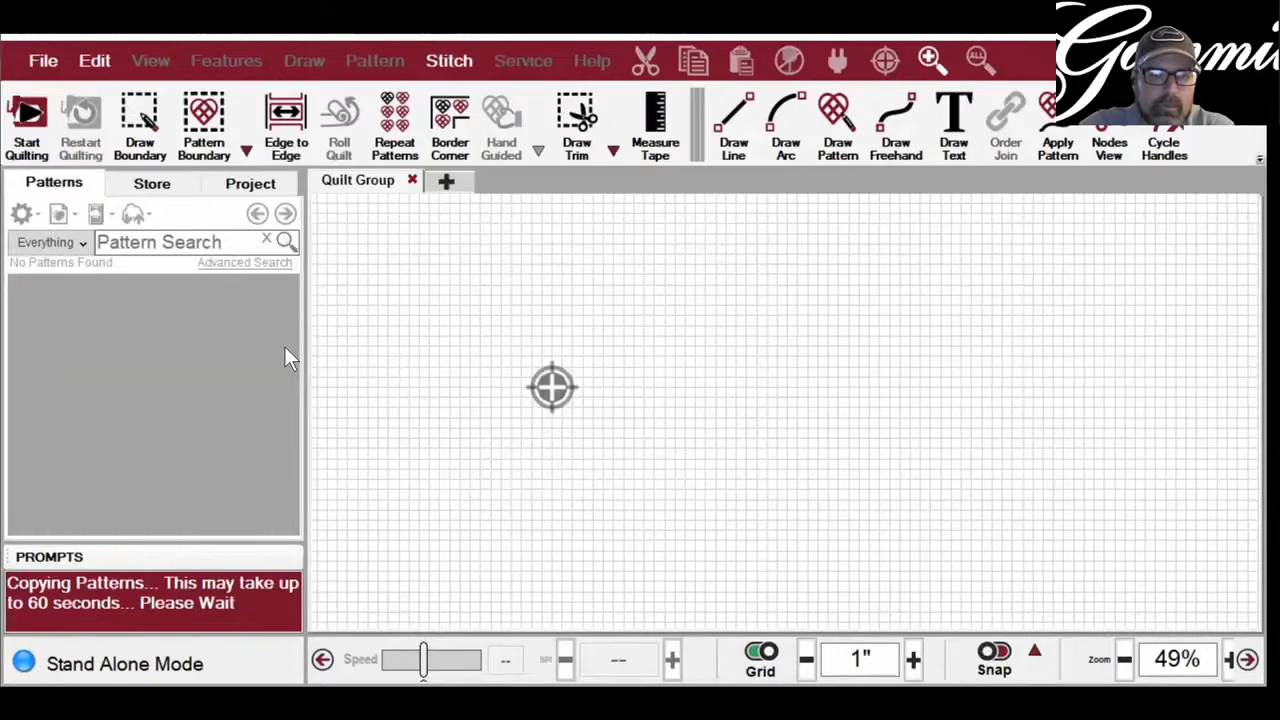 File Edit View Features Draw Pattern Stitch Service Help
ALL
Start Quilting
Restart Quilting
Draw Boundary
Pattern Boundary
Edge to Edge
Roll Quilt
Repeat Patterns
Border Corner
Hand Guided
Draw Trim
Measure Tape
Draw Line
Draw Arc
Draw Pattern
Draw Freehand
T
Draw Text
Order Join
Apply Pattern
Nodes View
Cycle Handles
Patterns Store Project
Quilt Group
Everything Pattern Search X
No Patterns Found Advanced Search
PROMPTS
Copying Patterns... This may take up
to 60 seconds... Please Wait
Stand Alone Mode
Speed -- SPI -- Grid 1" Snap Zoom 49%